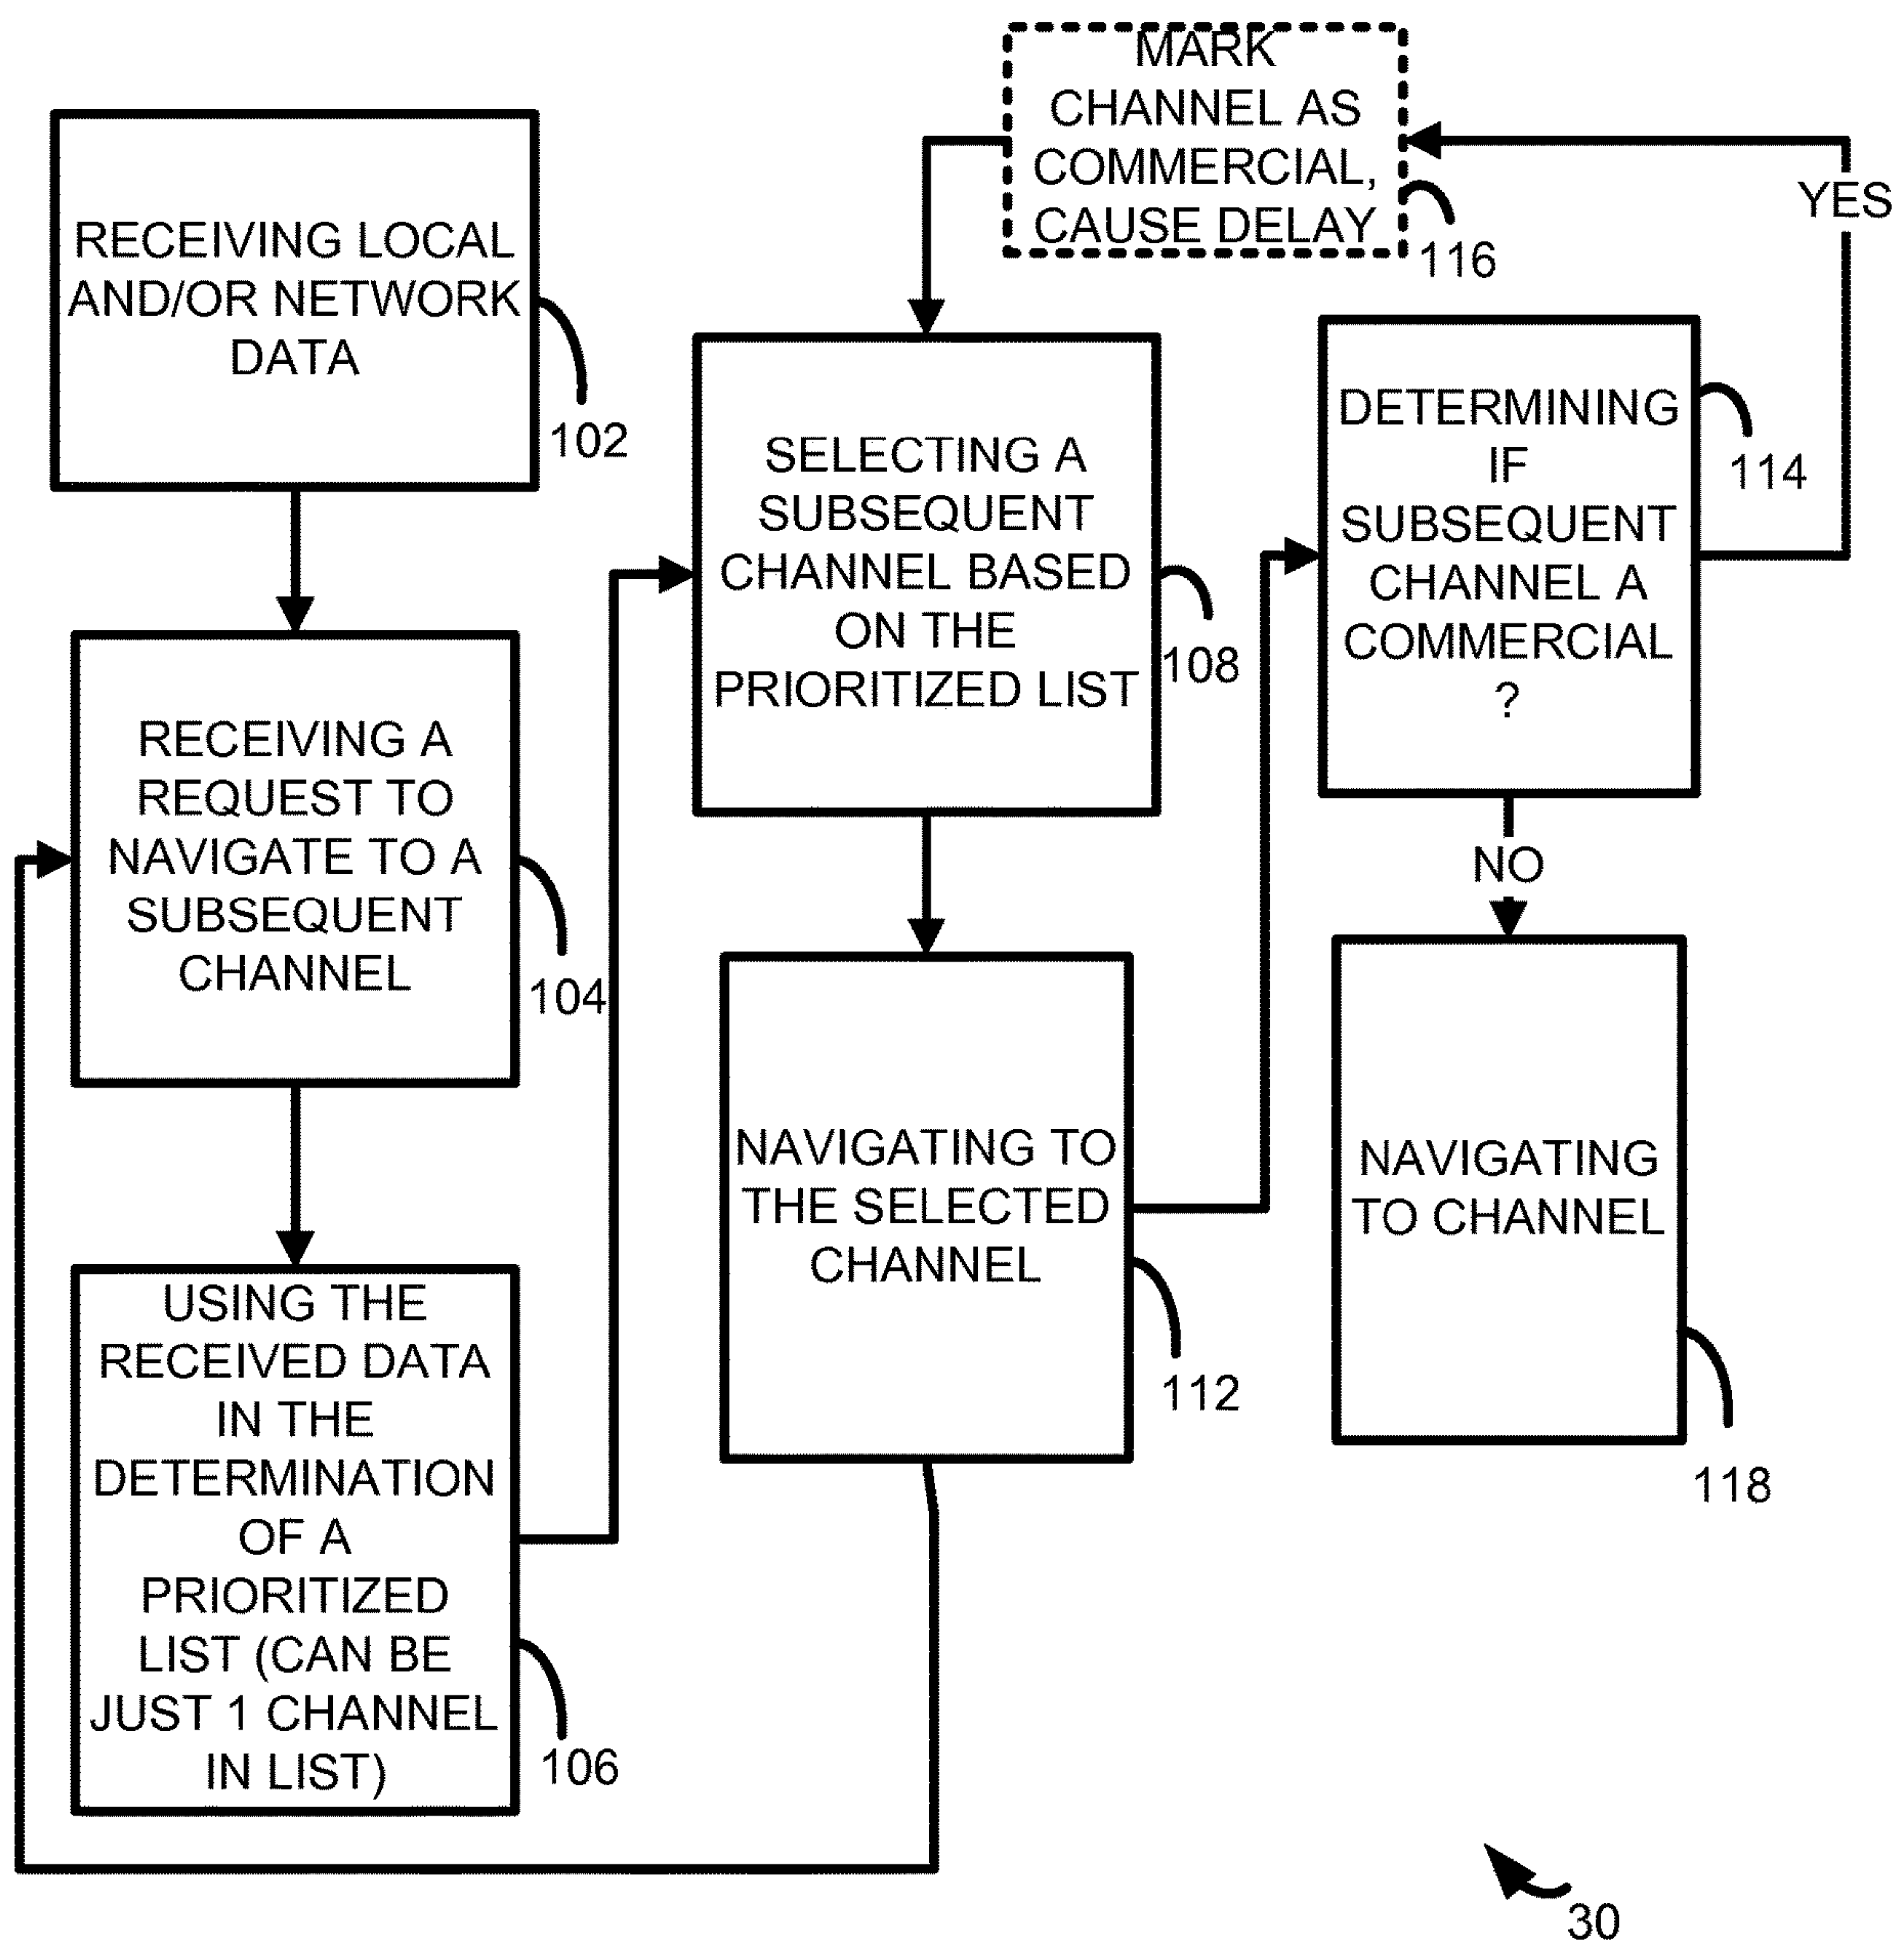 RECEIVING LOCAL
AND/OR NETWORK
DATA
102
RECEIVING A
REQUEST TO
NAVIGATE TO A
SUBSEQUENT
CHANNEL
104
USING THE
RECEIVED DATA
IN THE
DETERMINATION
OF A
PRIORITIZED
LIST (CAN BE
JUST 1 CHANNEL
IN LIST)
106
MARK
CHANNEL AS
COMMERCIAL,
CAUSE DELAY
116
SELECTING A
SUBSEQUENT
CHANNEL BASED
ON THE
PRIORITIZED LIST
108
NAVIGATING TO
THE SELECTED
CHANNEL
112
YES
DETERMINING
IF
SUBSEQUENT
CHANNEL A
COMMERCIAL
?
114
NO
NAVIGATING
TO CHANNEL
118
30